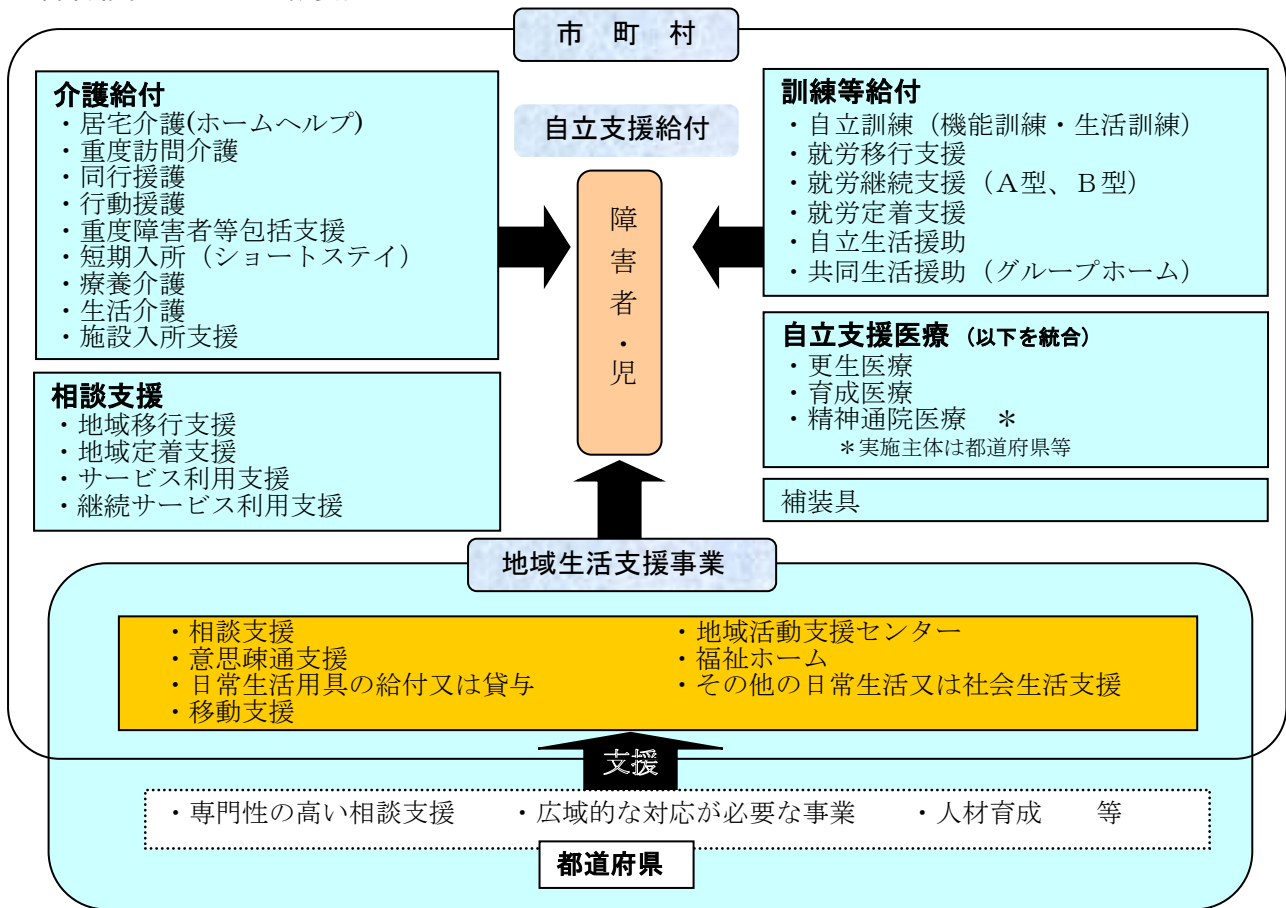 市　町　村
介護給付
・居宅介護(ホームヘルプ)
・重度訪問介護
・同行援護
・行動援護
・重度障害者等包括支援
・短期入所（ショートステイ）
・療養介護
・生活介護
・施設入所支援
相談支援
・地域移行支援
・地域定着支援
・サービス利用支援
・継続サービス利用支援
自立支援給付
障害者・児
訓練等給付
・自立訓練（機能訓練・生活訓練）
・就労移行支援
・就労継続支援（Ａ型、Ｂ型）
・就労定着支援
・自立生活援助
・共同生活援助（グループホーム）
自立支援医療（以下を統合）
・更生医療
・育成医療
・精神通院医療　＊
＊実施主体は都道府県等
補装具
地域生活支援事業
・相談支援
・意思疎通支援
・日常生活用具の給付又は貸与
・移動支援
・地域活動支援センター
・福祉ホーム
・その他の日常生活又は社会生活支援
支援
・専門性の高い相談支援　・広域的な対応が必要な事業　・人材育成　等
都道府県